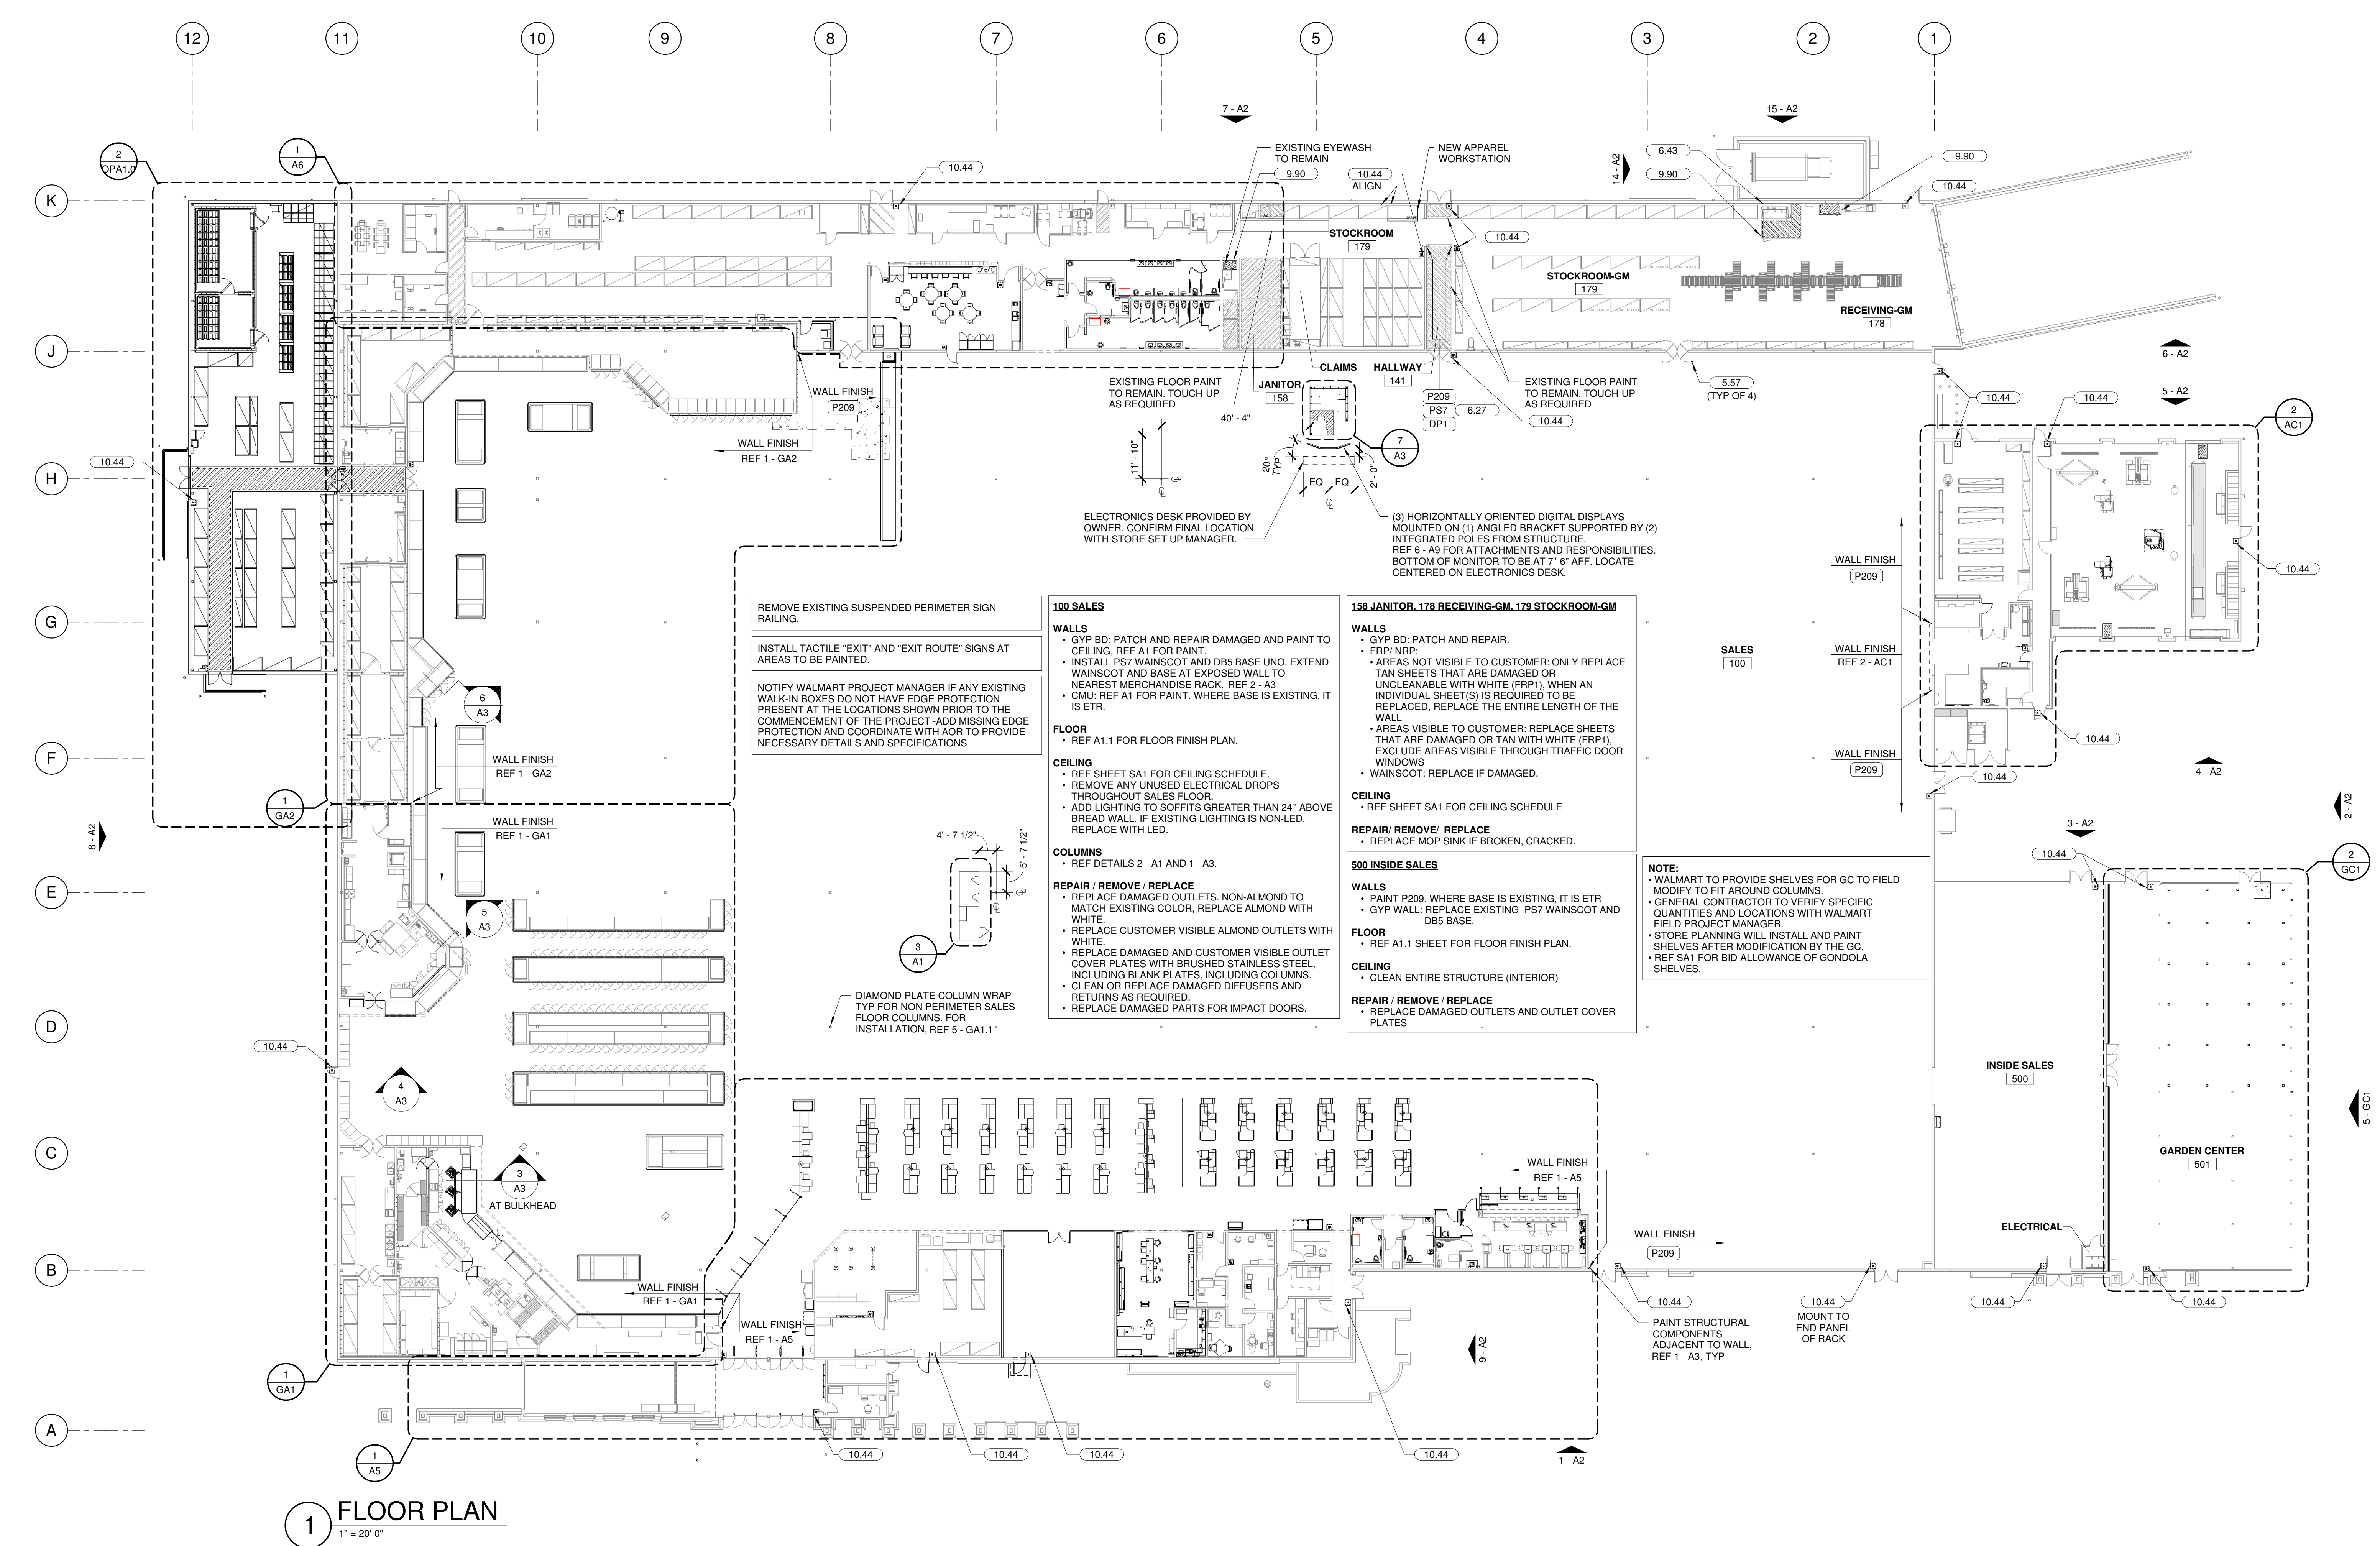 12
11
10
9
8
7
6
5
4
3
2
1
7 - A2
15 - A2
14 - A2
2
OPA1.0
1
A6
10.44
EXISTING EYEWASH
TO REMAIN
9.90
10.44
ALIGN
NEW APPAREL
WORKSTATION
6.43
9.90
9.90
10.44
K
STOCKROOM
179
10.44
STOCKROOM-GM
179
RECEIVING-GM
178
J
6 - A2
WALL FINISH
P209
EXISTING FLOOR PAINT
TO REMAIN. TOUCH-UP
AS REQUIRED
JANITOR
158
CLAIMS
HALLWAY
141
P209
PS7
DP1
6.27
EXISTING FLOOR PAINT
TO REMAIN. TOUCH-UP
AS REQUIRED
10.44
5.57
(TYP OF 4)
5 - A2
10.44
10.44
2
AC1
WALL FINISH
REF 1 - GA2
40' - 4"
11' - 10"
20°
TYP
EQ
EQ
2' - 0"
7
A3
10.44
H
ELECTRONICS DESK PROVIDED BY
OWNER. CONFIRM FINAL LOCATION
WITH STORE SET UP MANAGER.
(3) HORIZONTALLY ORIENTED DIGITAL DISPLAYS
MOUNTED ON (1) ANGLED BRACKET SUPPORTED BY (2)
INTEGRATED POLES FROM STRUCTURE.
REF 6 - A9 FOR ATTACHMENTS AND RESPONSIBILITIES.
BOTTOM OF MONITOR TO BE AT 7'-6" AFF. LOCATE
CENTERED ON ELECTRONICS DESK.
WALL FINISH
P209
10.44
G
REMOVE EXISTING SUSPENDED PERIMETER SIGN
RAILING.
INSTALL TACTILE "EXIT" AND "EXIT ROUTE" SIGNS AT
AREAS TO BE PAINTED.
NOTIFY WALMART PROJECT MANAGER IF ANY EXISTING
WALK-IN BOXES DO NOT HAVE EDGE PROTECTION
PRESENT AT THE LOCATIONS SHOWN PRIOR TO THE
COMMENCEMENT OF THE PROJECT -ADD MISSING EDGE
PROTECTION AND COORDINATE WITH AOR TO PROVIDE
NECESSARY DETAILS AND SPECIFICATIONS
100 SALES
WALLS
• GYP BD: PATCH AND REPAIR DAMAGED AND PAINT TO
CEILING, REF A1 FOR PAINT.
• INSTALL PS7 WAINSCOT AND DB5 BASE UNO. EXTEND
WAINSCOT AND BASE AT EXPOSED WALL TO
NEAREST MERCHANDISE RACK. REF 2 - A3
• CMU: REF A1 FOR PAINT. WHERE BASE IS EXISTING, IT
IS ETR.
FLOOR
• REF A1.1 FOR FLOOR FINISH PLAN.
CEILING
• REF SHEET SA1 FOR CEILING SCHEDULE.
• REMOVE ANY UNUSED ELECTRICAL DROPS
THROUGHOUT SALES FLOOR.
• ADD LIGHTING TO SOFFITS GREATER THAN 24" ABOVE
BREAD WALL. IF EXISTING LIGHTING IS NON-LED,
REPLACE WITH LED.
COLUMNS
• REF DETAILS 2 - A1 AND 1 - A3.
REPAIR / REMOVE / REPLACE
• REPLACE DAMAGED OUTLETS. NON-ALMOND TO
MATCH EXISTING COLOR, REPLACE ALMOND WITH
WHITE.
• REPLACE CUSTOMER VISIBLE ALMOND OUTLETS WITH
WHITE.
• REPLACE DAMAGED AND CUSTOMER VISIBLE OUTLET
COVER PLATES WITH BRUSHED STAINLESS STEEL,
INCLUDING BLANK PLATES, INCLUDING COLUMNS.
• CLEAN OR REPLACE DAMAGED DIFFUSERS AND
RETURNS AS REQUIRED.
• REPLACE DAMAGED PARTS FOR IMPACT DOORS.
158 JANITOR, 178 RECEIVING-GM, 179 STOCKROOM-GM
WALLS
• GYP BD: PATCH AND REPAIR.
• FRP/ NRP:
• AREAS NOT VISIBLE TO CUSTOMER: ONLY REPLACE
TAN SHEETS THAT ARE DAMAGED OR
UNCLEANABLE WITH WHITE (FRP1), WHEN AN
INDIVIDUAL SHEET(S) IS REQUIRED TO BE
REPLACED, REPLACE THE ENTIRE LENGTH OF THE
WALL
• AREAS VISIBLE TO CUSTOMER: REPLACE SHEETS
THAT ARE DAMAGED OR TAN WITH WHITE (FRP1),
EXCLUDE AREAS VISIBLE THROUGH TRAFFIC DOOR
WINDOWS
• WAINSCOT: REPLACE IF DAMAGED.
CEILING
• REF SHEET SA1 FOR CEILING SCHEDULE
REPAIR/ REMOVE/ REPLACE
• REPLACE MOP SINK IF BROKEN, CRACKED.
500 INSIDE SALES
WALLS
• PAINT P209. WHERE BASE IS EXISTING, IT IS ETR
• GYP WALL: REPLACE EXISTING PS7 WAINSCOT AND
DB5 BASE.
FLOOR
• REF A1.1 SHEET FOR FLOOR FINISH PLAN.
CEILING
• CLEAN ENTIRE STRUCTURE (INTERIOR)
REPAIR / REMOVE / REPLACE
• REPLACE DAMAGED OUTLETS AND OUTLET COVER
PLATES
NOTE:
• WALMART TO PROVIDE SHELVES FOR GC TO FIELD
MODIFY TO FIT AROUND COLUMNS.
• GENERAL CONTRACTOR TO VERIFY SPECIFIC
QUANTITIES AND LOCATIONS WITH WALMART
FIELD PROJECT MANAGER.
• STORE PLANNING WILL INSTALL AND PAINT
SHELVES AFTER MODIFICATION BY THE GC.
• REF SA1 FOR BID ALLOWANCE OF GONDOLA
SHELVES.
SALES
100
WALL FINISH
REF 2 - AC1
6
A3
10.44
F
WALL FINISH
REF 1 - GA2
WALL FINISH
P209
10.44
4 - A2
1
GA2
2 - A2
8 - A2
WALL FINISH
REF 1 - GA1
4' - 7 1/2"
5' - 7 1/2"
3 - A2
10.44
2
GC1
E
5
A3
3
A1
DIAMOND PLATE COLUMN WRAP
TYP FOR NON PERIMETER SALES
FLOOR COLUMNS. FOR
INSTALLATION, REF 5 - GA1.1
D
10.44
4
A3
INSIDE SALES
500
5 - GC1
C
3
A3
AT BULKHEAD
WALL FINISH
REF 1 - A5
GARDEN CENTER
501
ELECTRICAL
WALL FINISH
P209
B
WALL FINISH
REF 1 - GA1
WALL FINISH
REF 1 - A5
10.44
10.44
MOUNT TO
END PANEL
OF RACK
10.44
10.44
PAINT STRUCTURAL
COMPONENTS
ADJACENT TO WALL,
REF 1 - A3, TYP
9 - A2
1
GA1
A
10.44
10.44
10.44
10.44
1 - A2
1
A5
1
FLOOR PLAN
1" = 20'-0"